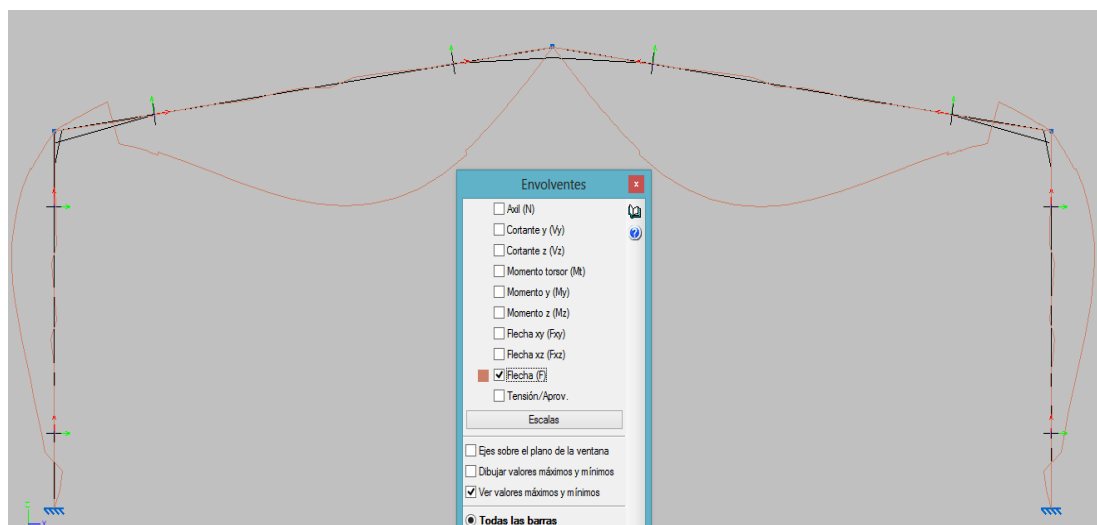 Envolventes
x
Axil (N)
Cortante y (Vy)
Cortante z (Vz)
Momento torsor (Mt)
Momento y (My)
Momento z (Mz)
Flecha xy (Fxy)
Flecha xz (Fxz)
Flecha (F)
Tensión/Aprov.
Escalas
Ejes sobre el plano de la ventana
Dibujar valores máximos y mínimos
Ver valores máximos y mínimos
Todas las barras